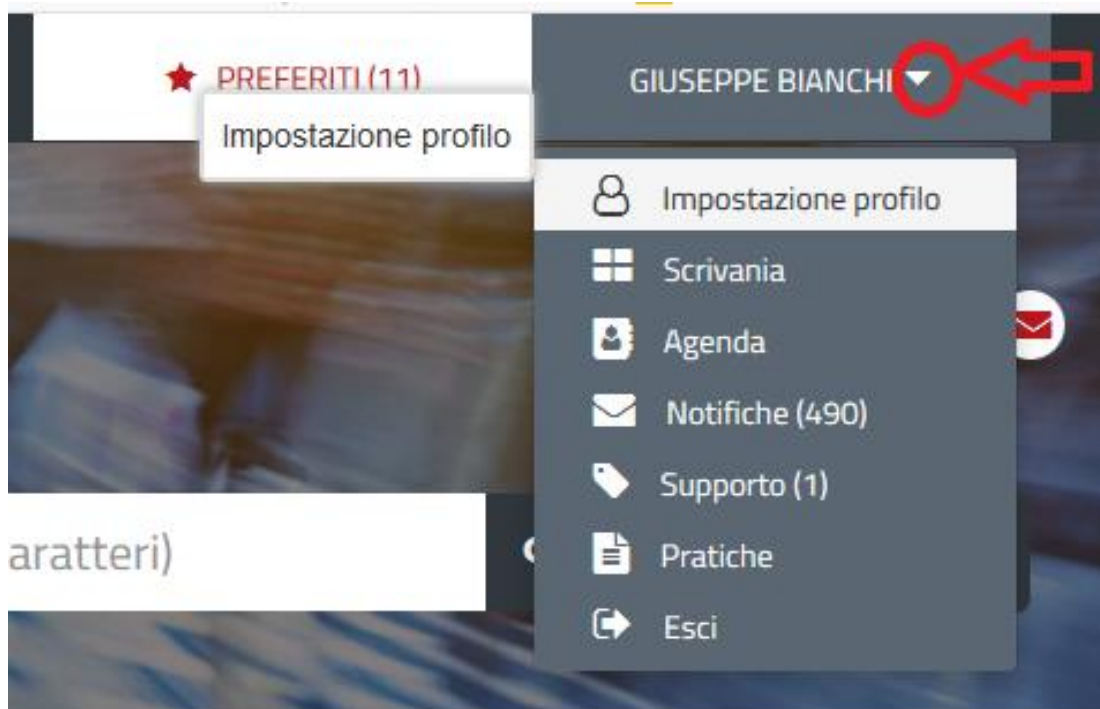 PREFERITI (11)
GIUSEPPE BIANCHI
Impostazione profilo
Impostazione profilo
Scrivania
Agenda
Notifiche (490)
Supporto (1)
aratteri)
Pratiche
Esci